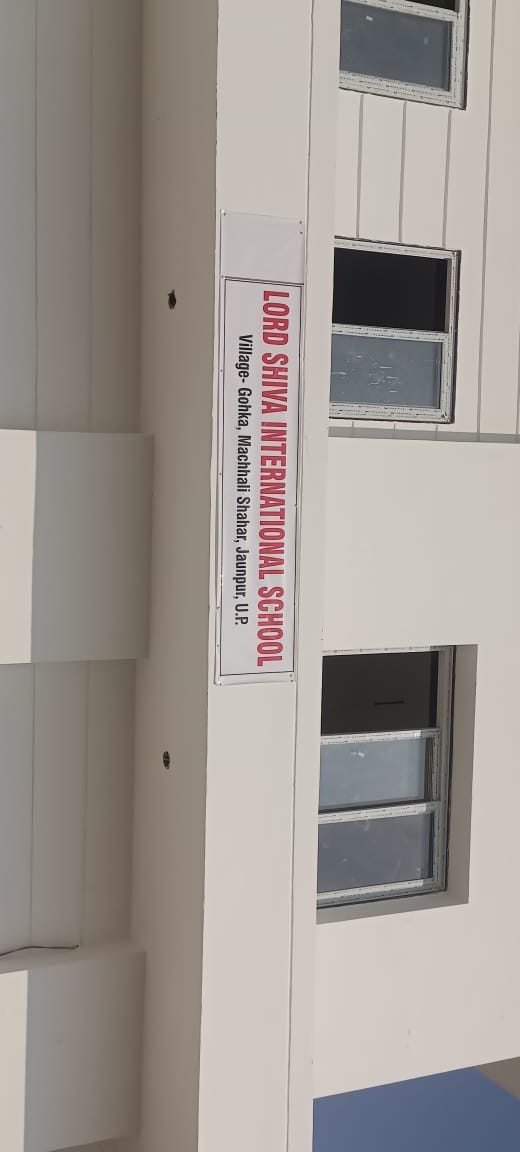 LORD SHIVA INTERNATIONAL SCHOOL
Village- Gohka, Machhali Shahar, Jaunpur, U.P.